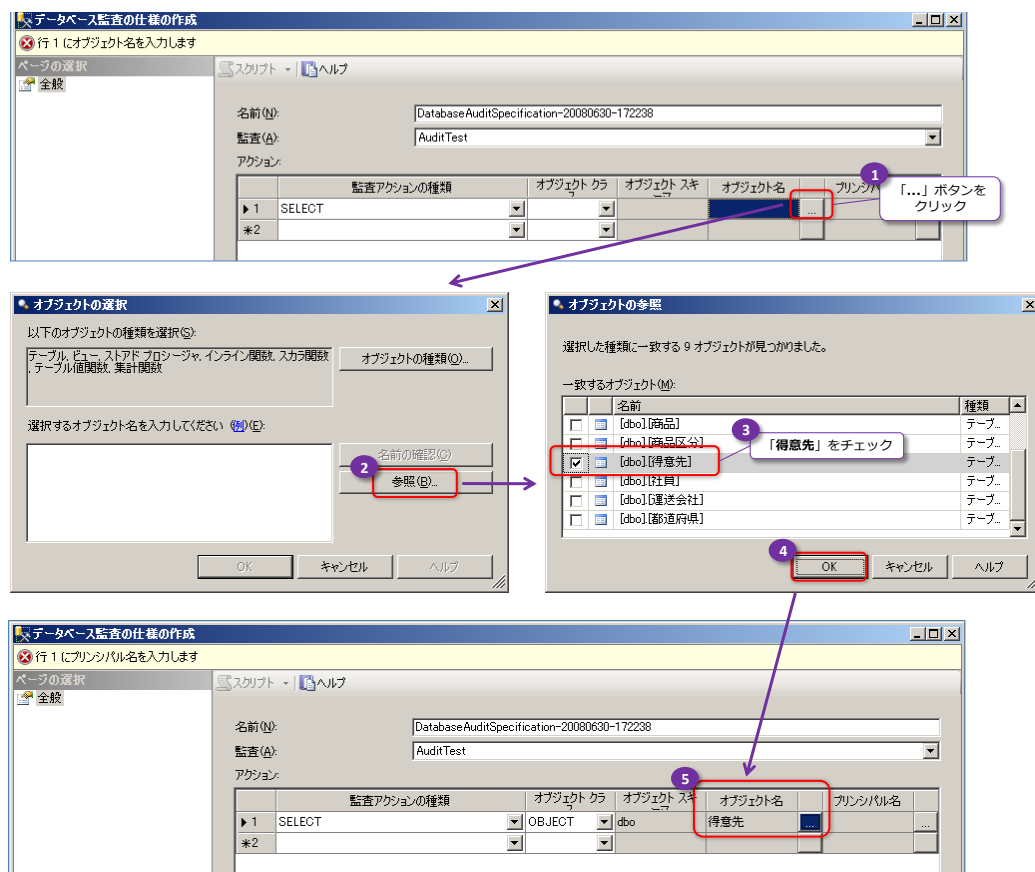 データベース監査の仕様の作成
行 1 にオブジェクト名を入力します
ページの選択
全般
スクリプト
ヘルプ
名前(N):
DatabaseAuditSpecification-20080630-172238
監査(A):
AuditTest
アクション:
監査アクションの種類 オブジェクト クラ オブジェクト スキ オブジェクト名 プリンシパ
1 SELECT ...
*2
1
「...」ボタンを
クリック
オブジェクトの選択
以下のオブジェクトの種類を選択(S):
テーブル, ビュー, ストアド プロシージャ, インライン関数, スカラ関数
, テーブル値関数, 集計関数
オブジェクトの種類(O)...
選択するオブジェクト名を入力してください (例)(E):
名前の確認(C)
2
参照(B)...
OK キャンセル ヘルプ
オブジェクトの参照
選択した種類に一致する 9 オブジェクトが見つかりました。
一致するオブジェクト(M):
名前 種類
[dbo].[商品] テーブ...
[dbo].[商品区分] テーブ...
[dbo].[得意先] テーブ...
[dbo].[社員] テーブ...
[dbo].[運送会社] テーブ...
[dbo].[都道府県] テーブ...
3
「得意先」をチェック
4
OK キャンセル ヘルプ
データベース監査の仕様の作成
行 1 にプリンシパル名を入力します
ページの選択
全般
スクリプト
ヘルプ
名前(N):
DatabaseAuditSpecification-20080630-172238
監査(A):
AuditTest
アクション:
5
監査アクションの種類 オブジェクト クラ オブジェクト スキ オブジェクト名 プリンシパル名
1 SELECT OBJECT dbo 得意先 ... ...
*2